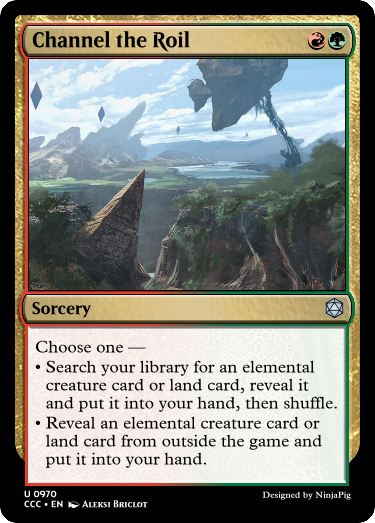 Channel the Roil
Sorcery
Choose one —
• Search your library for an elemental
creature card or land card, reveal it
and put it into your hand, then shuffle.
• Reveal an elemental creature card or
land card from outside the game and
put it into your hand.
U 0970
Designed by NinjaPig
CCC • EN Aleksi Briclot